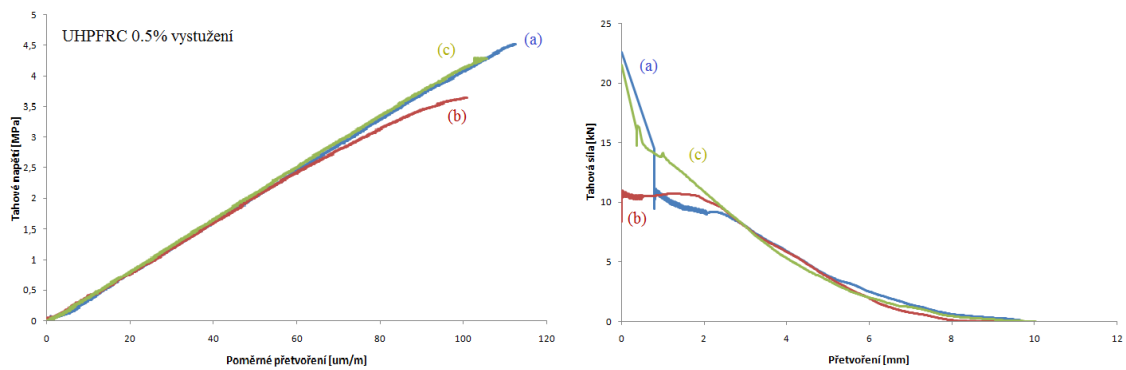 UHPFRC 0.5% vystužení
(c)
(a)
(b)
Tahové napětí [MPa]
5
4,5
4
3,5
3
2,5
2
1,5
1
0,5
0
0
20
40
60
80
100
120
Poměrné přetvoření [um/m]
(a)
(c)
(b)
Tahová síla [kN]
25
20
15
10
5
0
0
2
4
6
8
10
12
Přetvoření [mm]